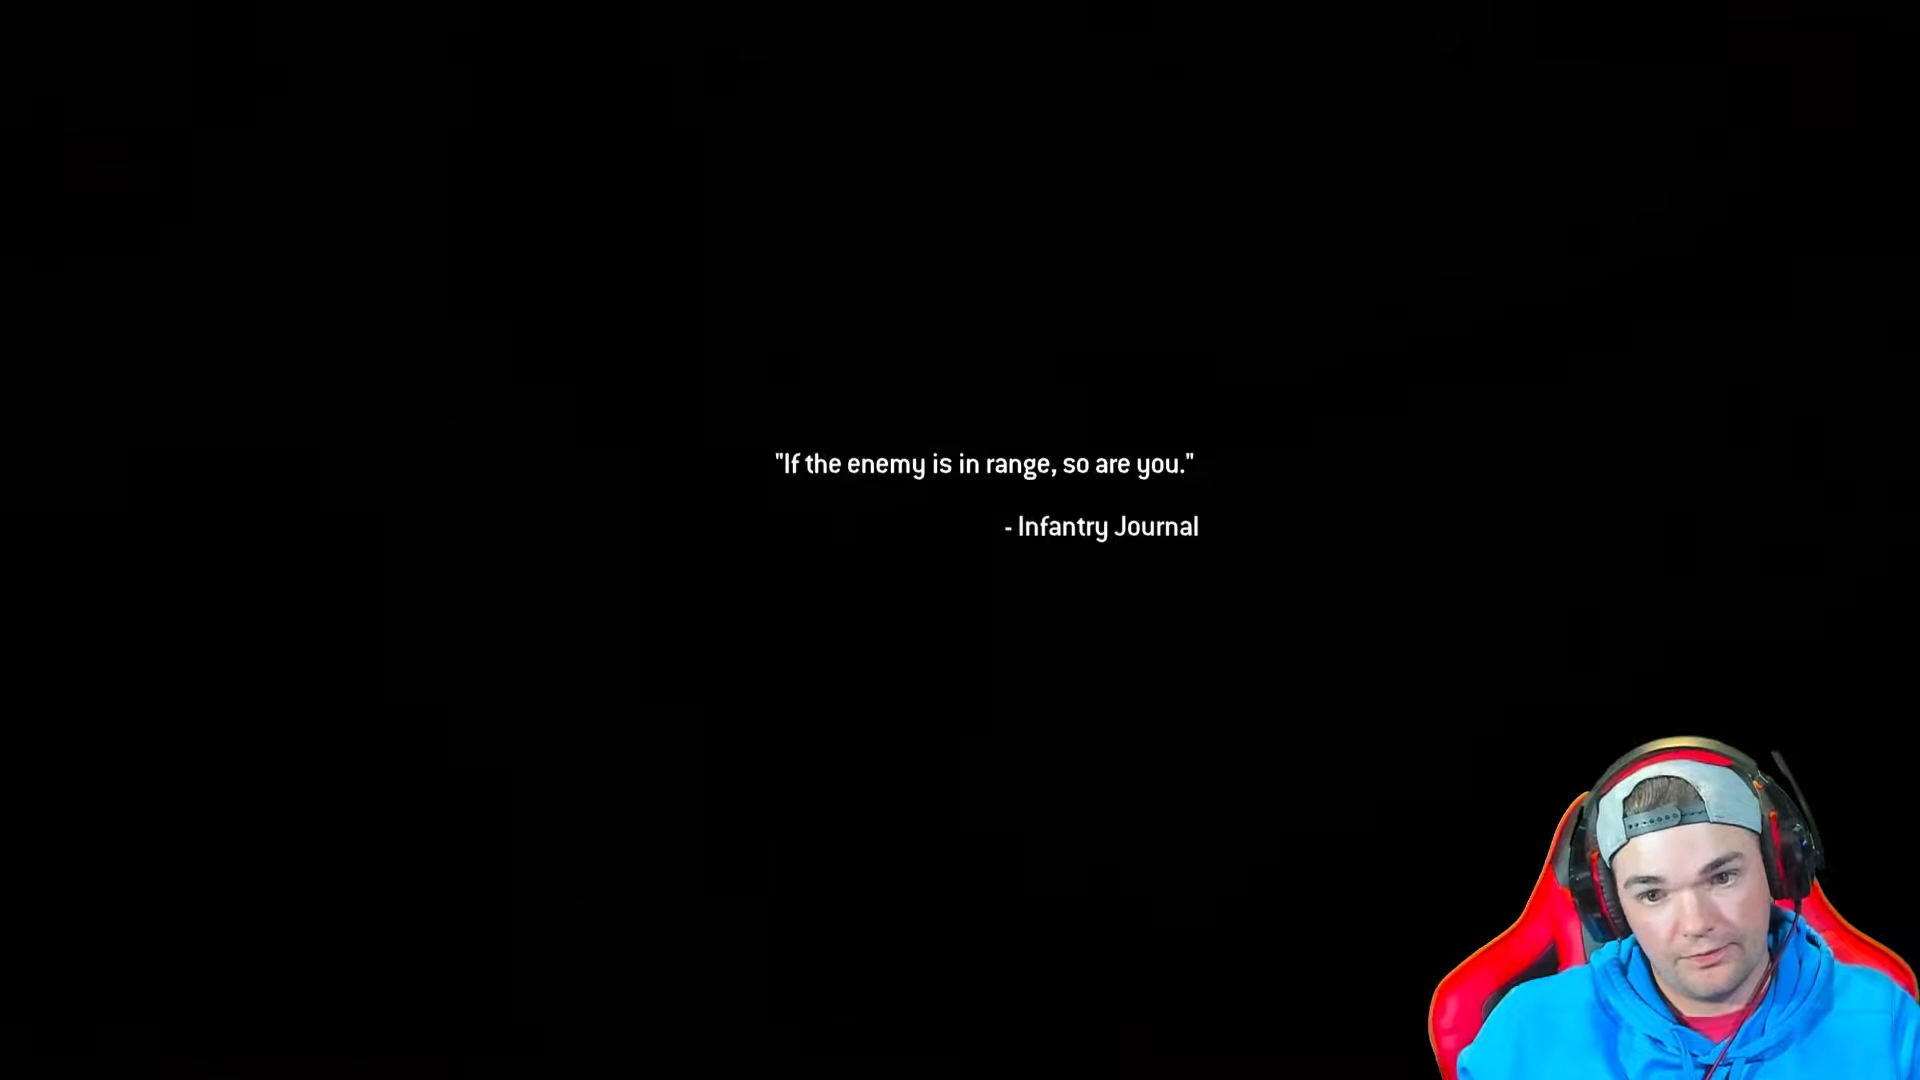 "If the enemy is in range, so are you."
- Infantry Journal